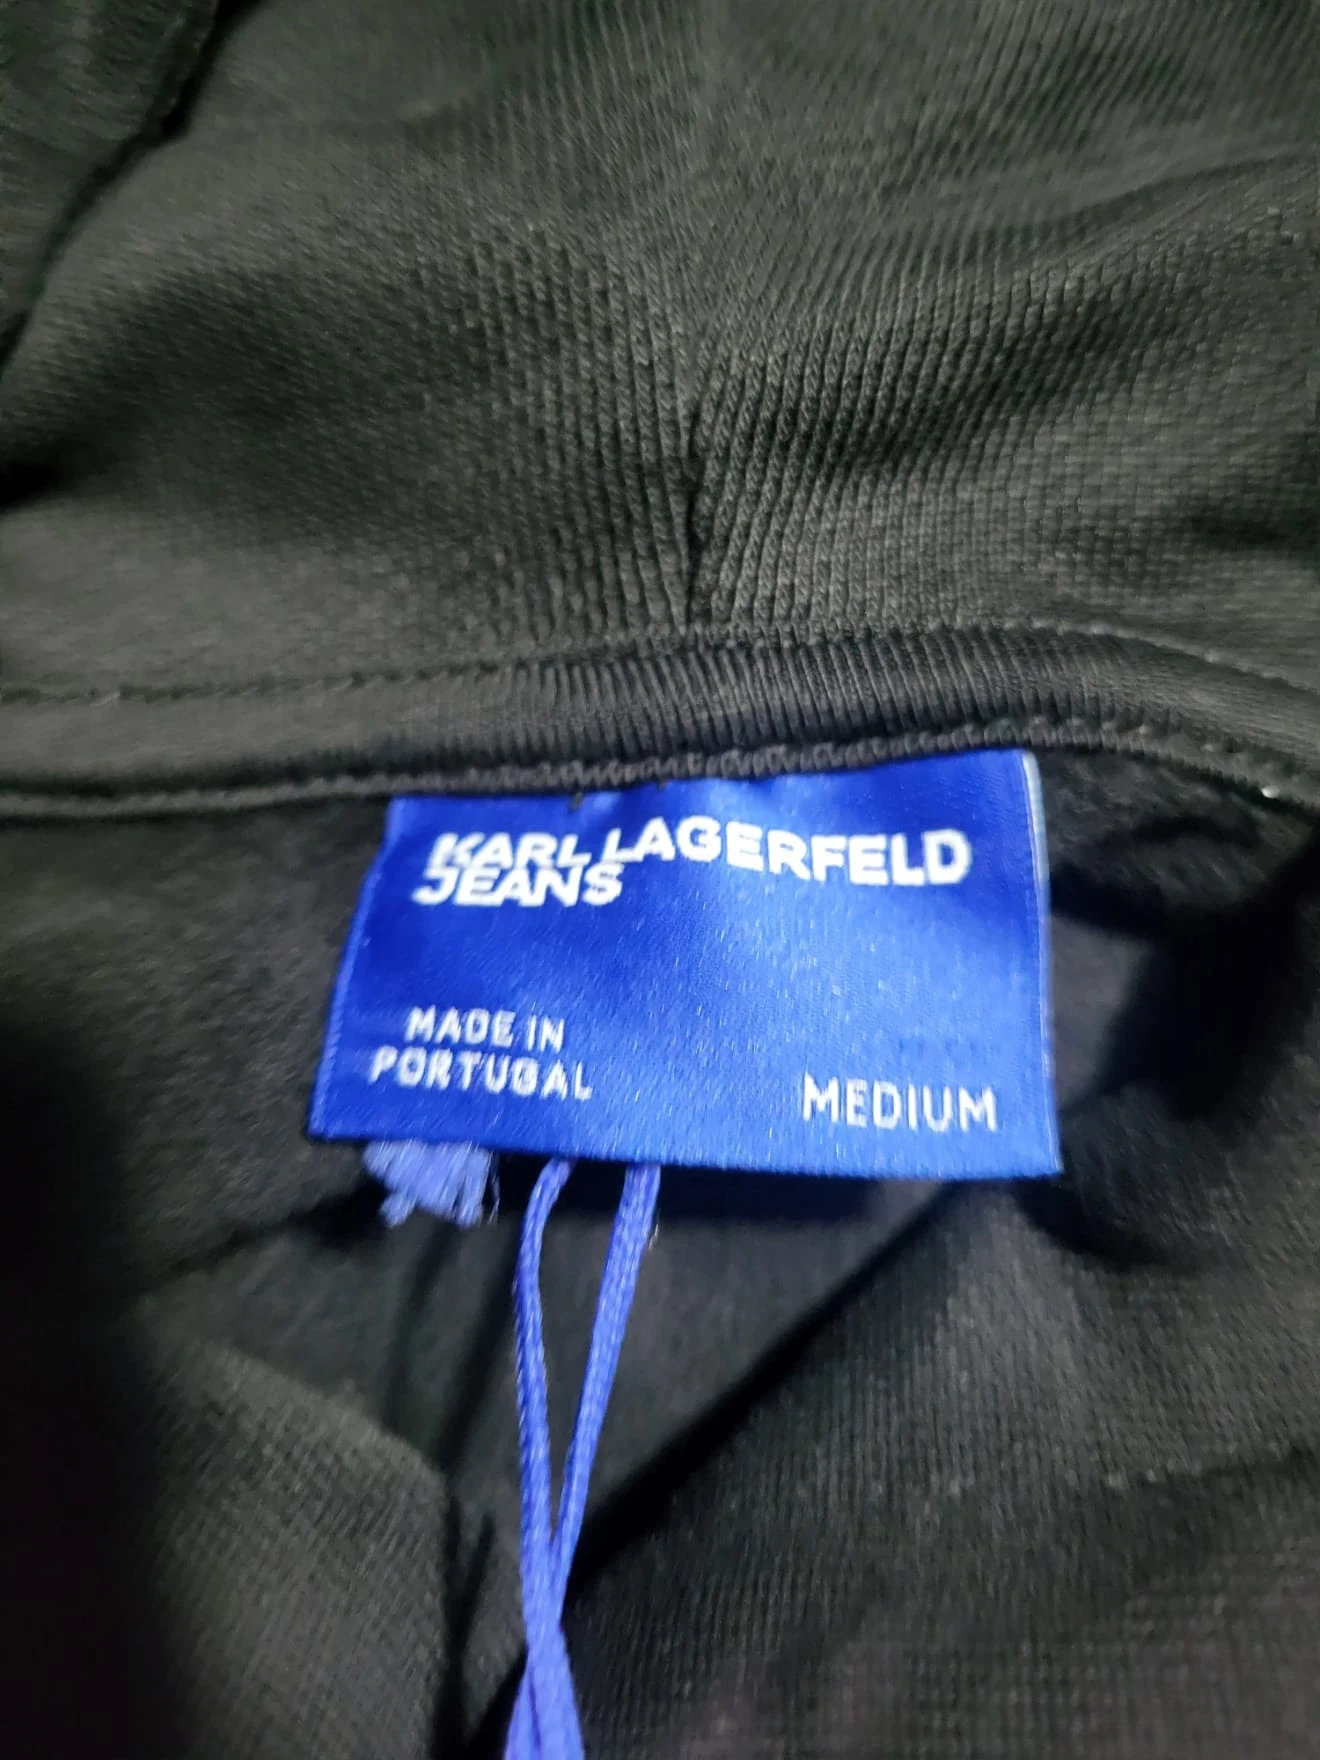 KARL LAGERFELD
JEANS
MADE IN
PORTUGAL
MEDIUM